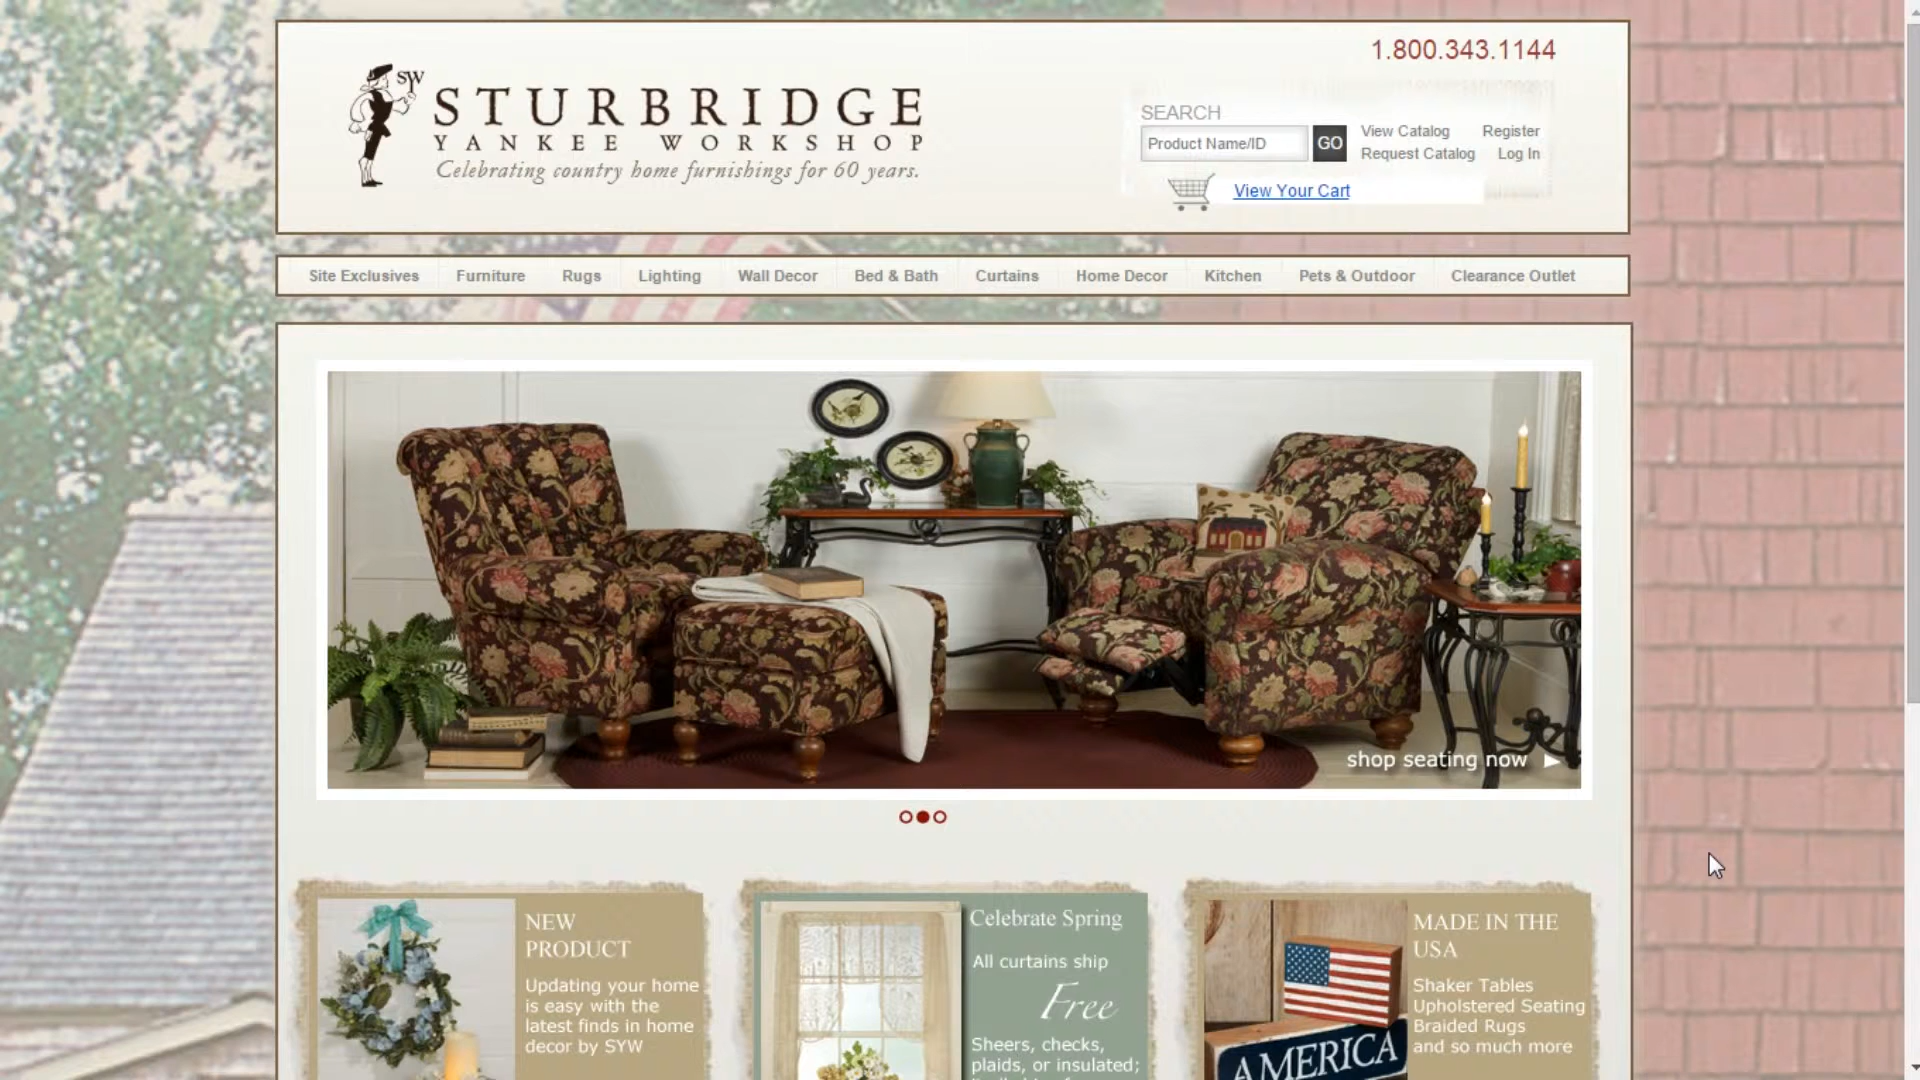 1.800.343.1144
SW
STURBRIDGE
YANKEE WORKSHOP
Celebrating country home furnishings for 60 years.
SEARCH
Product Name/ID
GO
View Catalog
Register
Request Catalog
Log In
View Your Cart
Site Exclusives
Furniture
Rugs
Lighting
Wall Decor
Bed & Bath
Curtains
Home Decor
Kitchen
Pets & Outdoor
Clearance Outlet
shop seating now
NEW
PRODUCT
Updating your home
is easy with the
latest finds in home
decor by SYW
Celebrate Spring
All curtains ship
Free
Sheers, checks,
plaids, or insulated;
MADE IN THE
USA
Shaker Tables
Upholstered Seating
Braided Rugs
and so much more
AMERICA